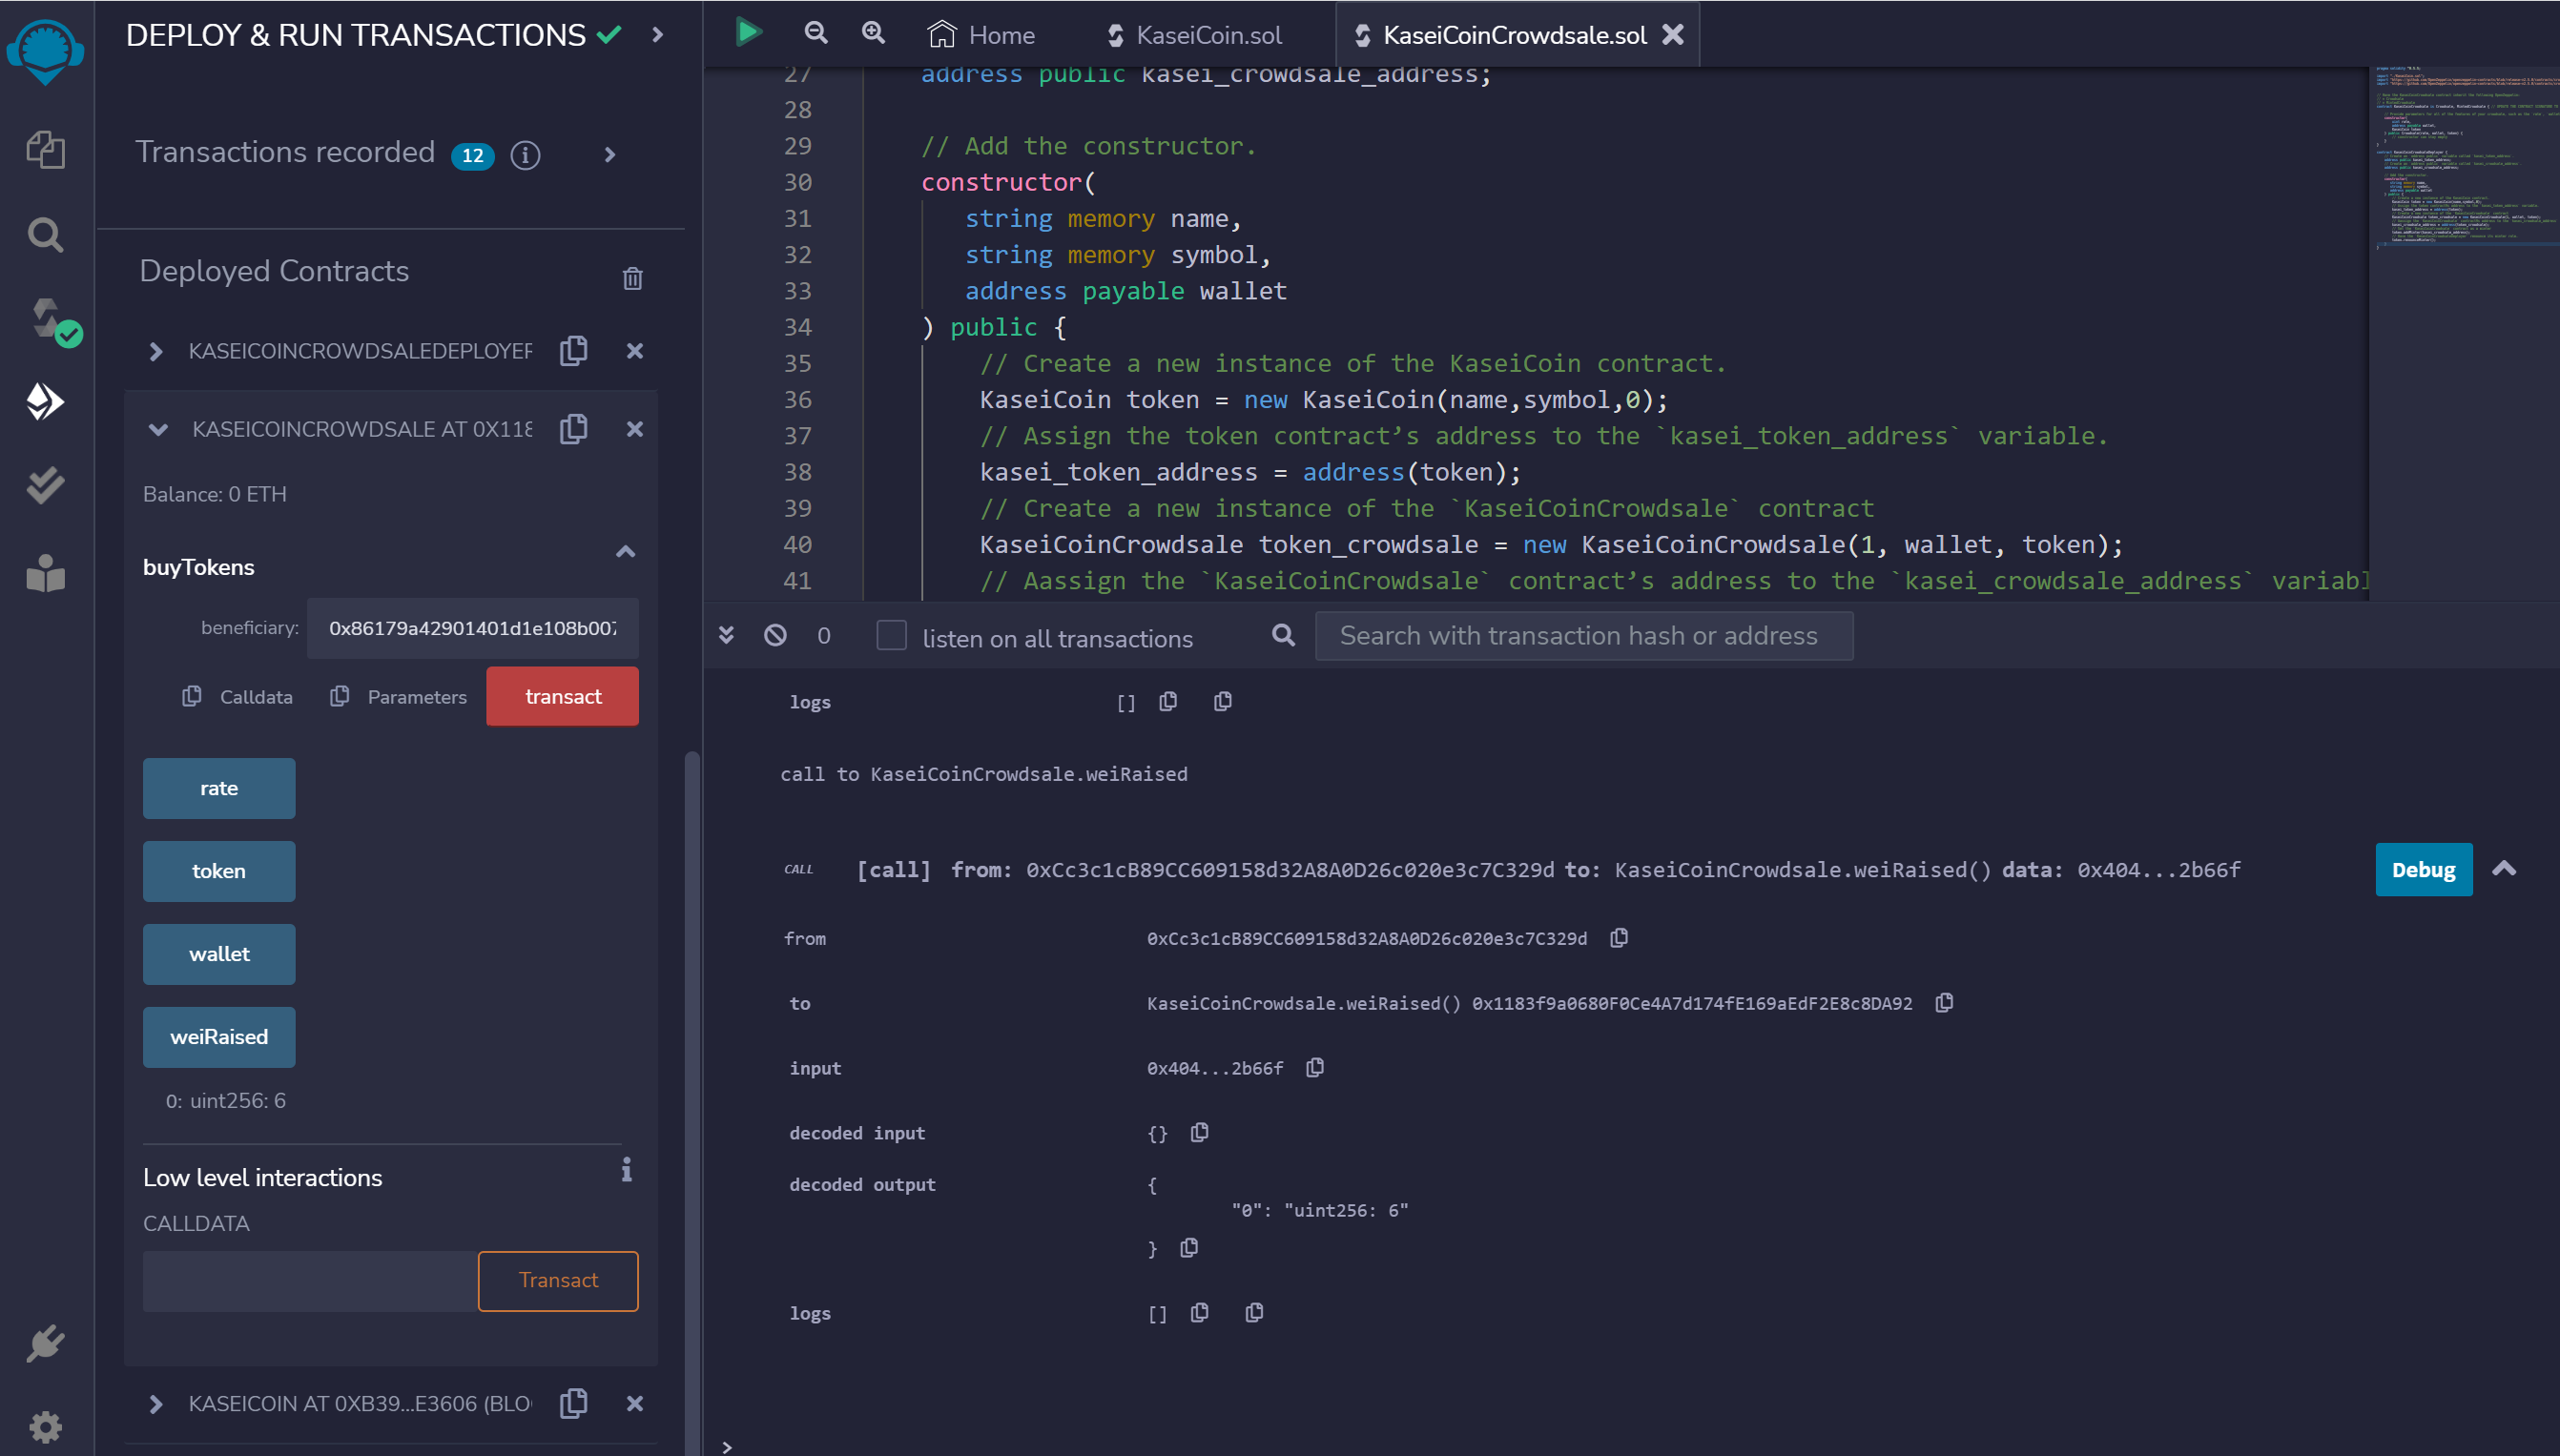 DEPLOY & RUN TRANSACTIONS
Transactions recorded 12
Deployed Contracts
KASEICOINCROWDSALEDEPLOYER
KASEICOINCROWDSALE AT 0X118
Balance: 0 ETH
buyTokens
beneficiary: 0x86179a42901401d1e108b007
Calldata Parameters transact
rate
token
wallet
weiRaised
0: uint256: 6
Low level interactions
CALLDATA
Transact
KASEICOIN AT 0XB39...E3606 (BLO
Home KaseiCoin.sol KaseiCoinCrowdsale.sol
27 address public kasei_crowdsale_address;
28
29 // Add the constructor.
30 constructor(
31 string memory name,
32 string memory symbol,
33 address payable wallet
34 ) public {
35 // Create a new instance of the KaseiCoin contract.
36 KaseiCoin token = new KaseiCoin(name,symbol,0);
37 // Assign the token contract’s address to the `kasei_token_address` variable.
38 kasei_token_address = address(token);
39 // Create a new instance of the `KaseiCoinCrowdsale` contract
40 KaseiCoinCrowdsale token_crowdsale = new KaseiCoinCrowdsale(1, wallet, token);
41 // Aassign the `KaseiCoinCrowdsale` contract’s address to the `kasei_crowdsale_address` variabl
0 listen on all transactions Search with transaction hash or address
logs []
call to KaseiCoinCrowdsale.weiRaised
CALL [call] from: 0xCc3c1cB89CC609158d32A8A0D26c020e3c7C329d to: KaseiCoinCrowdsale.weiRaised() data: 0x404...2b66f Debug
from 0xCc3c1cB89CC609158d32A8A0D26c020e3c7C329d
to KaseiCoinCrowdsale.weiRaised() 0x1183f9a0680F0Ce4A7d174fE169aEdF2E8c8DA92
input 0x404...2b66f
decoded input {}
decoded output {
"0": "uint256: 6"
}
logs []
>